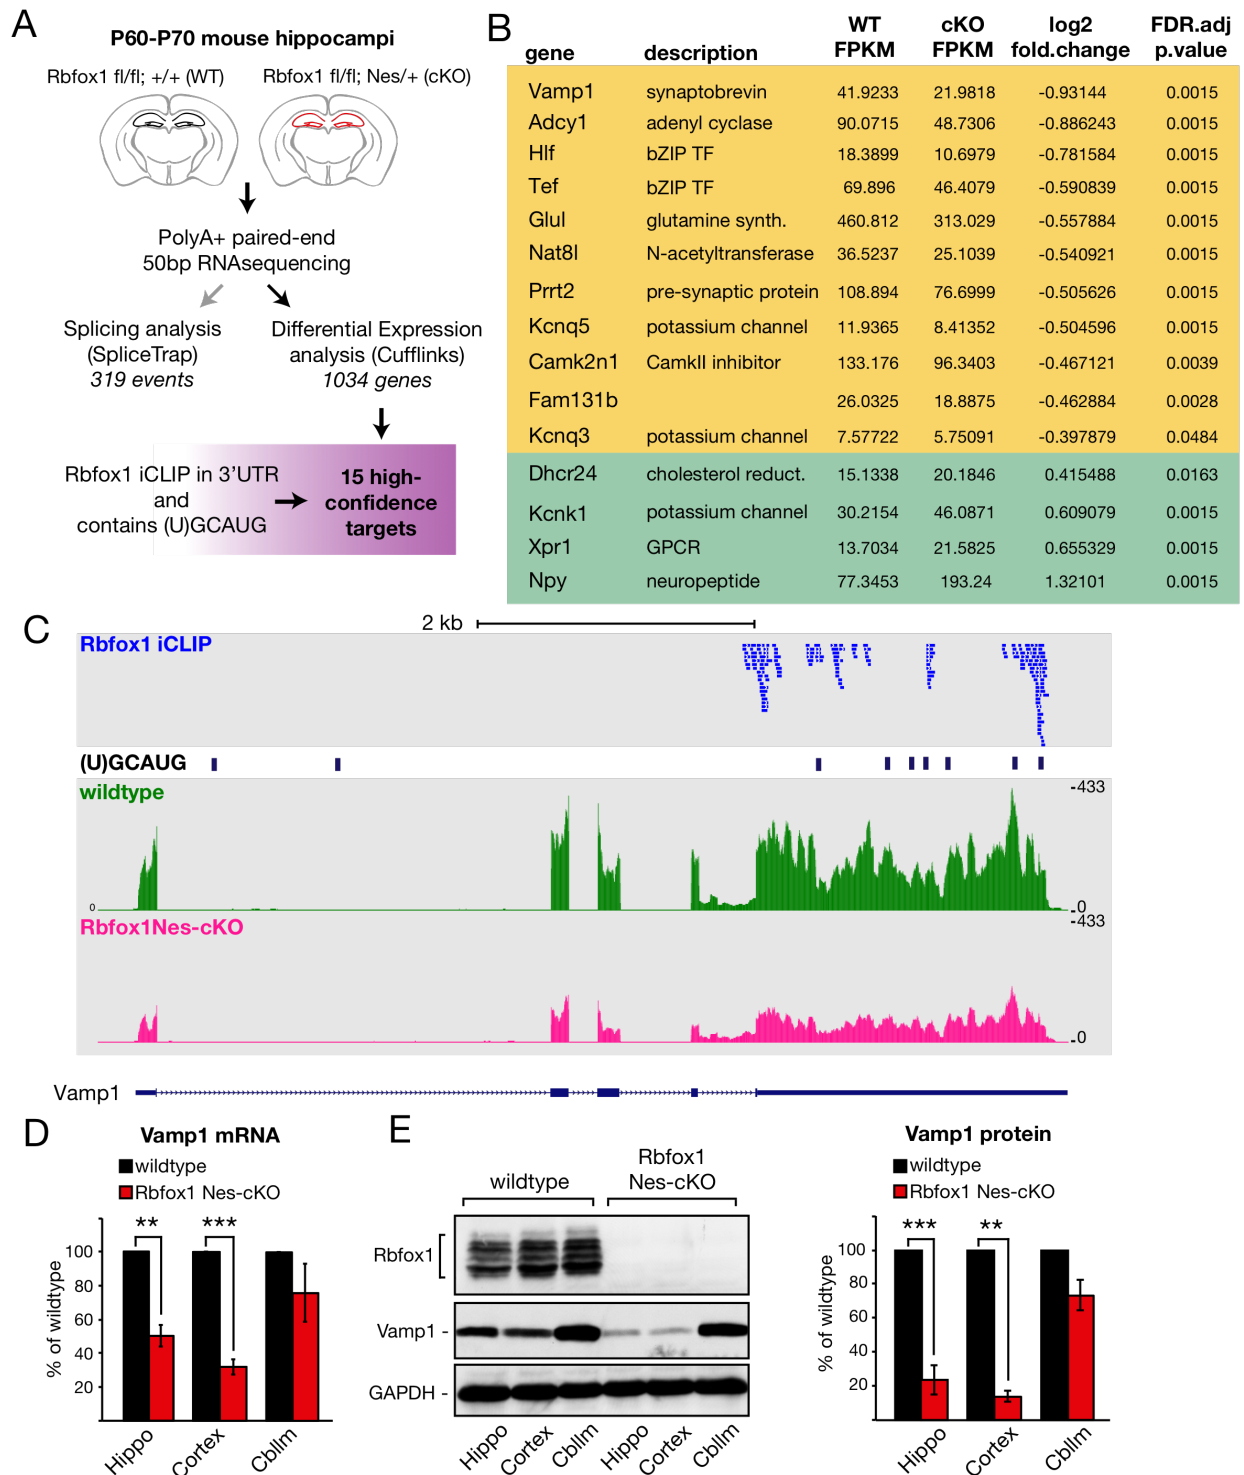 A
P60-P70 mouse hippocampi
Rbfox1 fl/fl; +/+ (WT)
Rbfox1 fl/fl; Nes/+ (cKO)
PolyA+ paired-end
50bp RNAsequencing
Splicing analysis
(SpliceTrap)
319 events
Differential Expression
analysis (Cufflinks)
1034 genes
Rbfox1 iCLIP in 3'UTR
and
contains (U)GCAUG
15 high-
confidence
targets
B
gene description WT FPKM cKO FPKM log2 fold.change FDR.adj p.value
Vamp1 synaptobrevin 41.9233 21.9818 -0.93144 0.0015
Adcy1 adenyl cyclase 90.0715 48.7306 -0.886243 0.0015
Hlf bZIP TF 18.3899 10.6979 -0.781584 0.0015
Tef bZIP TF 69.896 46.4079 -0.590839 0.0015
Glul glutamine synth. 460.812 313.029 -0.557884 0.0015
Nat8l N-acetyltransferase 36.5237 25.1039 -0.540921 0.0015
Prrt2 pre-synaptic protein 108.894 76.6999 -0.505626 0.0015
Kcnq5 potassium channel 11.9365 8.41352 -0.504596 0.0015
Camk2n1 CamkII inhibitor 133.176 96.3403 -0.467121 0.0039
Fam131b 26.0325 18.8875 -0.462884 0.0028
Kcnq3 potassium channel 7.57722 5.75091 -0.397879 0.0484
Dhcr24 cholesterol reduct. 15.1338 20.1846 0.415488 0.0163
Kcnk1 potassium channel 30.2154 46.0871 0.609079 0.0015
Xpr1 GPCR 13.7034 21.5825 0.655329 0.0015
Npy neuropeptide 77.3453 193.24 1.32101 0.0015
C
2 kb
Rbfox1 iCLIP
(U)GCAUG
wildtype
-433
0
-0
-433
Rbfox1Nes-cKO
-0
Vamp1
D
Vamp1 mRNA
wildtype
Rbfox1 Nes-cKO
** ***
% of wildtype
100
80
60
40
20
Hippo Cortex Cbllm
E
wildtype
Rbfox1
Nes-cKO
Rbfox1
Vamp1 -
GAPDH -
Hippo Cortex Cbllm Hippo Cortex Cbllm
Vamp1 protein
wildtype
Rbfox1 Nes-cKO
*** **
% of wildtype
100
80
60
40
20
Hippo Cortex Cbllm